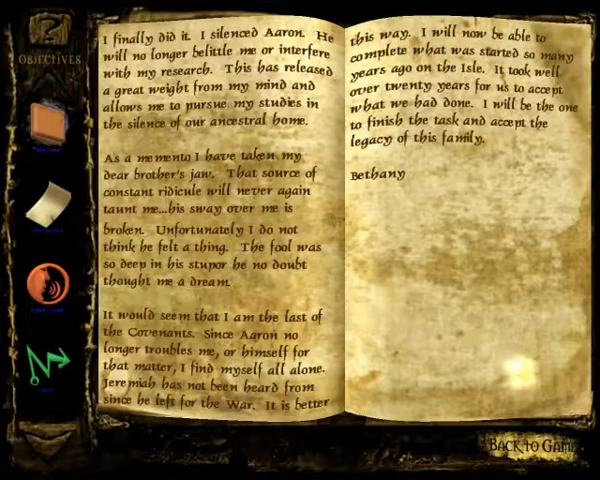 OBJECTIVES
I finally did it. I silenced Aaron. He
will no longer belittle me or interfere
with my research. This has released
a great weight from my mind and
allows me to pursue my studies in
the silence of our ancestral home.
As a memento I have taken my
dear brother's jaw. That source of
constant ridicule will never again
taunt me...his sway over me is
broken. Unfortunately I do not
think he felt a thing. The fool was
so deep in his stupor he no doubt
thought me a dream.
It would seem that I am the last of
the Covenants. Since Aaron no
longer troubles me, or himself for
that matter, I find myself all alone.
Jeremiah has not been heard from
since he left for the War. It is better
this way. I will now be able to
complete what was started so many
years ago on the Isle. It took well
over twenty years for us to accept
what we had done. I will be the one
to finish the task and accept the
legacy of this family.
Bethany
BACK TO GAME